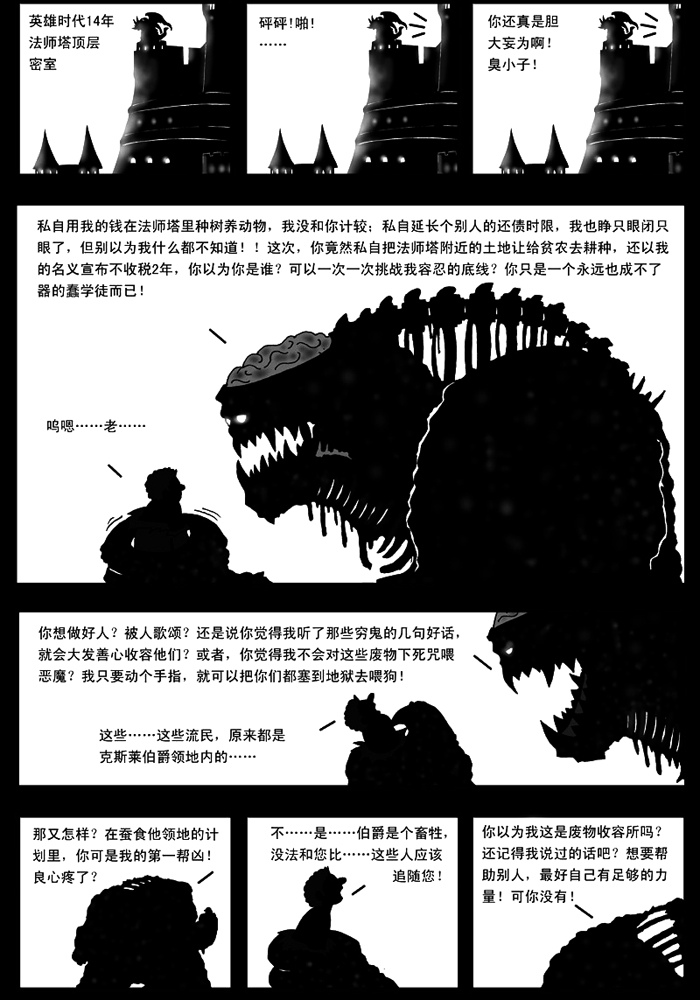 英雄时代14年
法师塔顶层
密室
砰砰!啪!
……
你还真是胆
大妄为啊!
臭小子!
私自用我的钱在法师塔里种树养动物,我没和你计较;私自延长个别人的还债时限,我也睁只眼闭只
眼了,但别以为我什么都不知道!!这次,你竟然私自把法师塔附近的土地让给贫农去耕种,还以我
的名义宣布不收税2年,你以为你是谁?可以一次一次挑战我容忍的底线?你只是一个永远也成不了
器的蠢学徒而已!
呜嗯……老……
你想做好人?被人歌颂?还是说你觉得我听了那些穷鬼的几句好话,
就会大发善心收容他们?或者,你觉得我不会对这些废物下死咒喂
恶魔?我只要动个手指,就可以把你们都塞到地狱去喂狗!
这些……这些流民,原来都是
克斯莱伯爵领地内的……
那又怎样?在蚕食他领地的计
划里,你可是我的第一帮凶!
良心疼了?
不……是……伯爵是个畜牲,
没法和您比……这些人应该
追随您!
你以为我这是废物收容所吗?
还记得我说过的话吧?想要帮
助别人,最好自己有足够的力
量!可你没有!